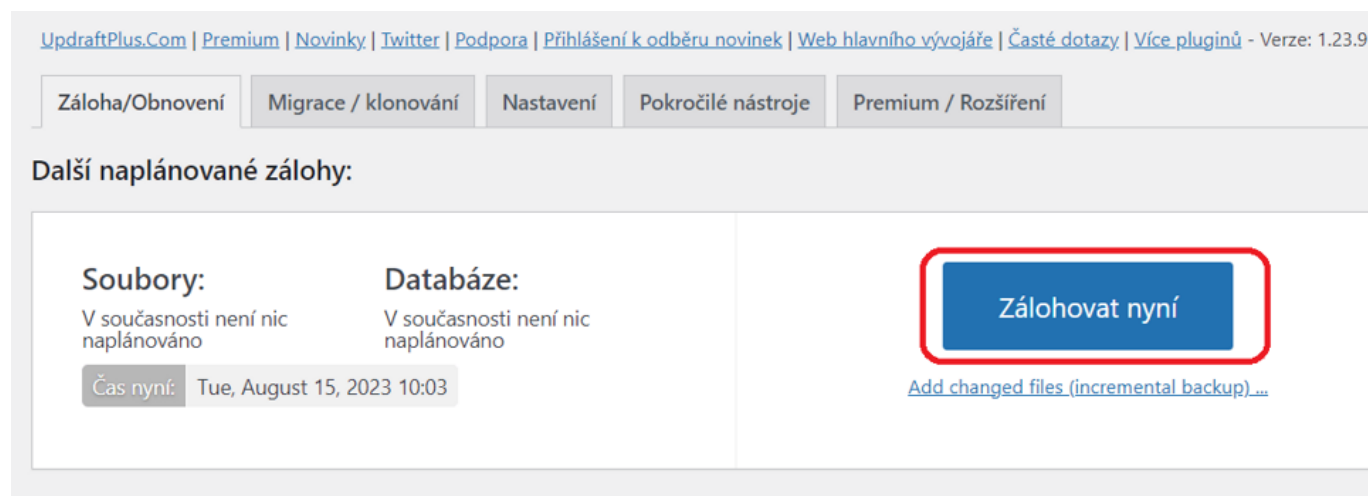 UpdraftPlus.Com | Premium | Novinky | Twitter | Podpora | Přihlášení k odběru novinek | Web hlavního vývojáře | Časté dotazy | Více pluginů - Verze: 1.23.9
Záloha/Obnovení Migrace / klonování Nastavení Pokročilé nástroje Premium / Rozšíření
Další naplánované zálohy:
Soubory:
V současnosti není nic
naplánováno
Databáze:
V současnosti není nic
naplánováno
Čas nyní: Tue, August 15, 2023 10:03
Zálohovat nyní
Add changed files (incremental backup) ...